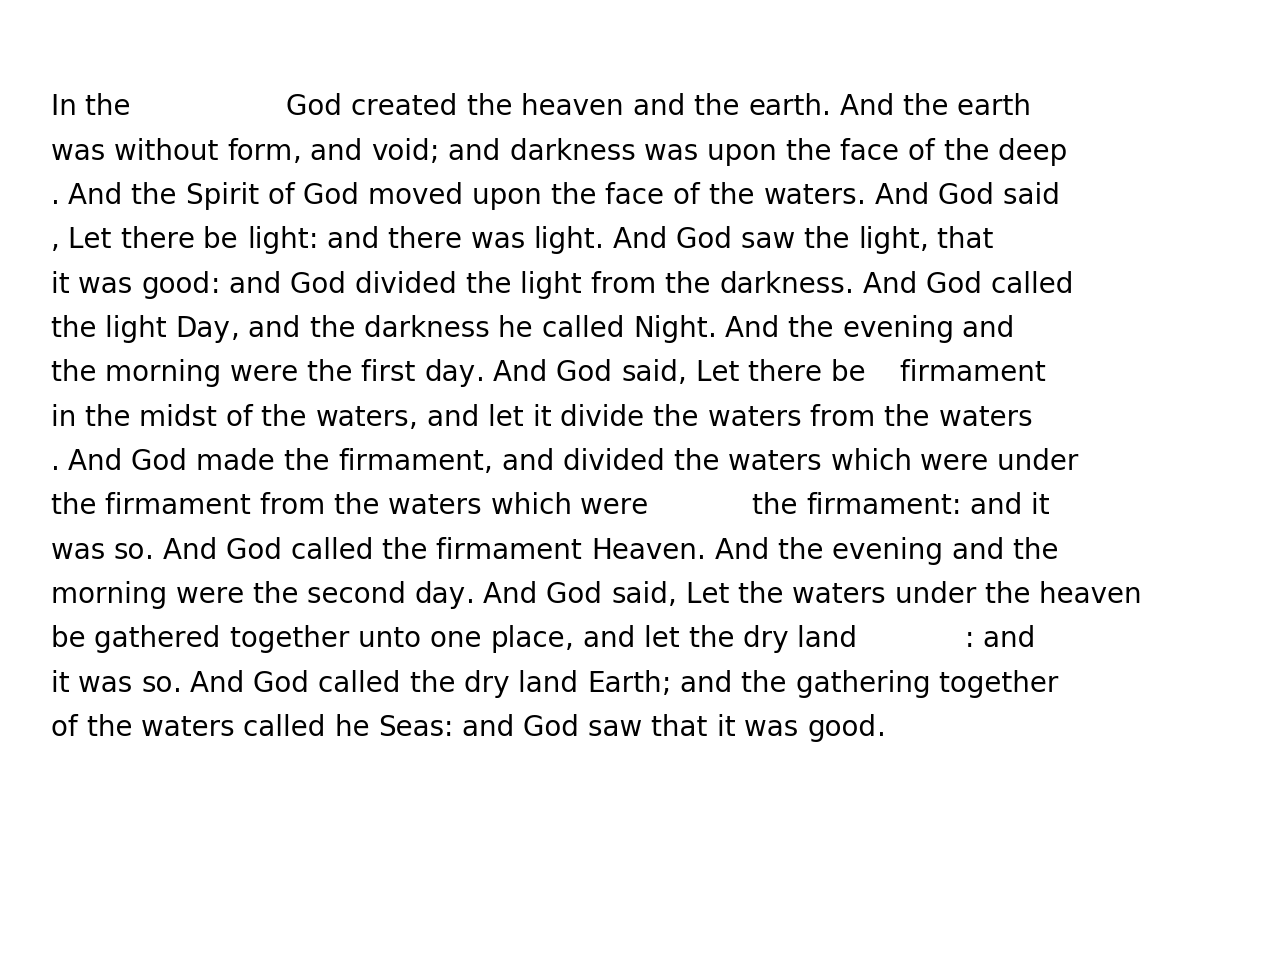 In the God created the heaven and the earth. And the earth
was without form, and void; and darkness was upon the face of the deep
. And the Spirit of God moved upon the face of the waters. And God said
, Let there be light: and there was light. And God saw the light, that
it was good: and God divided the light from the darkness. And God called
the light Day, and the darkness he called Night. And the evening and
the morning were the first day. And God said, Let there be firmament
in the midst of the waters, and let it divide the waters from the waters
. And God made the firmament, and divided the waters which were under
the firmament from the waters which were the firmament: and it
was so. And God called the firmament Heaven. And the evening and the
morning were the second day. And God said, Let the waters under the heaven
be gathered together unto one place, and let the dry land : and
it was so. And God called the dry land Earth; and the gathering together
of the waters called he Seas: and God saw that it was good.